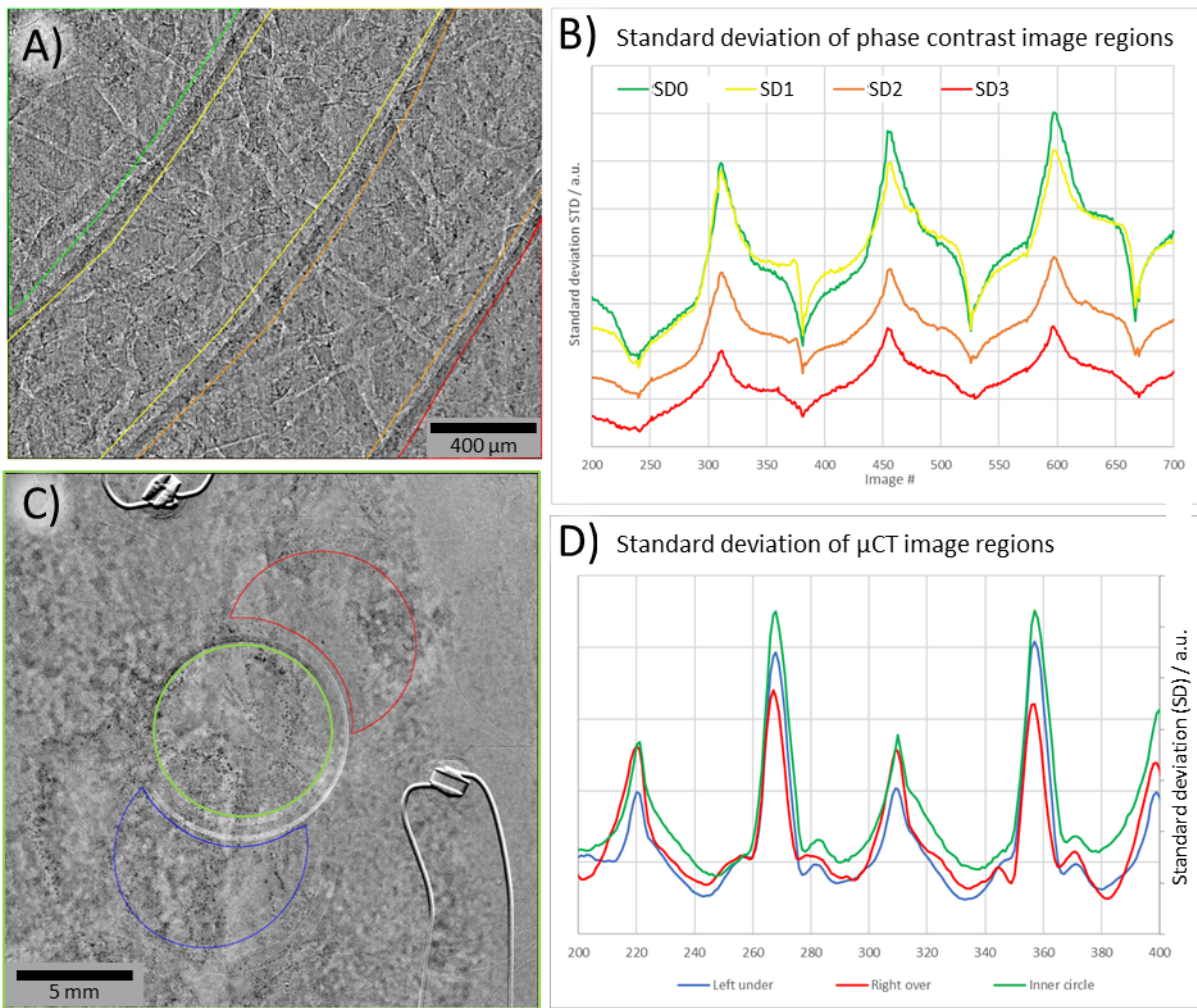 A)
400 µm
B) Standard deviation of phase contrast image regions
SD0 SD1 SD2 SD3
Standard deviation STD / a.u.
200 250 300 350 400 450 500 550 600 650 700
Image #
C)
5 mm
D) Standard deviation of µCT image regions
Standard deviation (SD) / a.u.
200 220 240 260 280 300 320 340 360 380 400
Left under Right over Inner circle